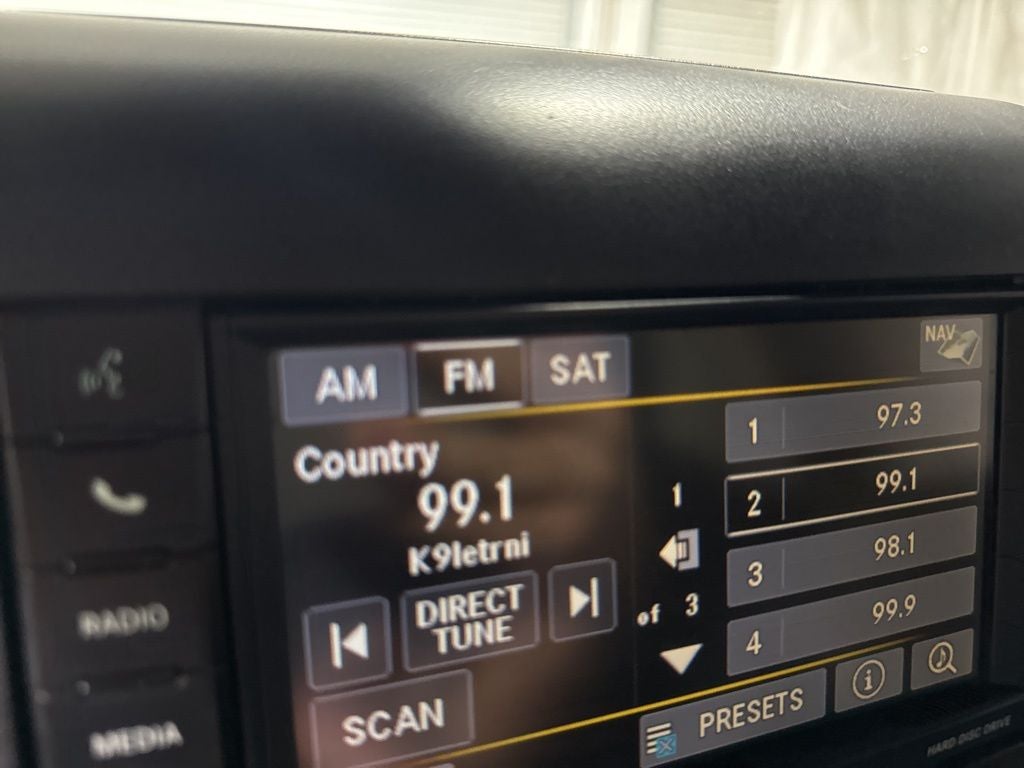 AM FM SAT NAV
Country
99.1
K9letrni
DIRECT
TUNE
SCAN
1
of 3
1 97.3
2 99.1
3 98.1
4 99.9
PRESETS
i
RADIO
MEDIA
HARD DISC DRIVE